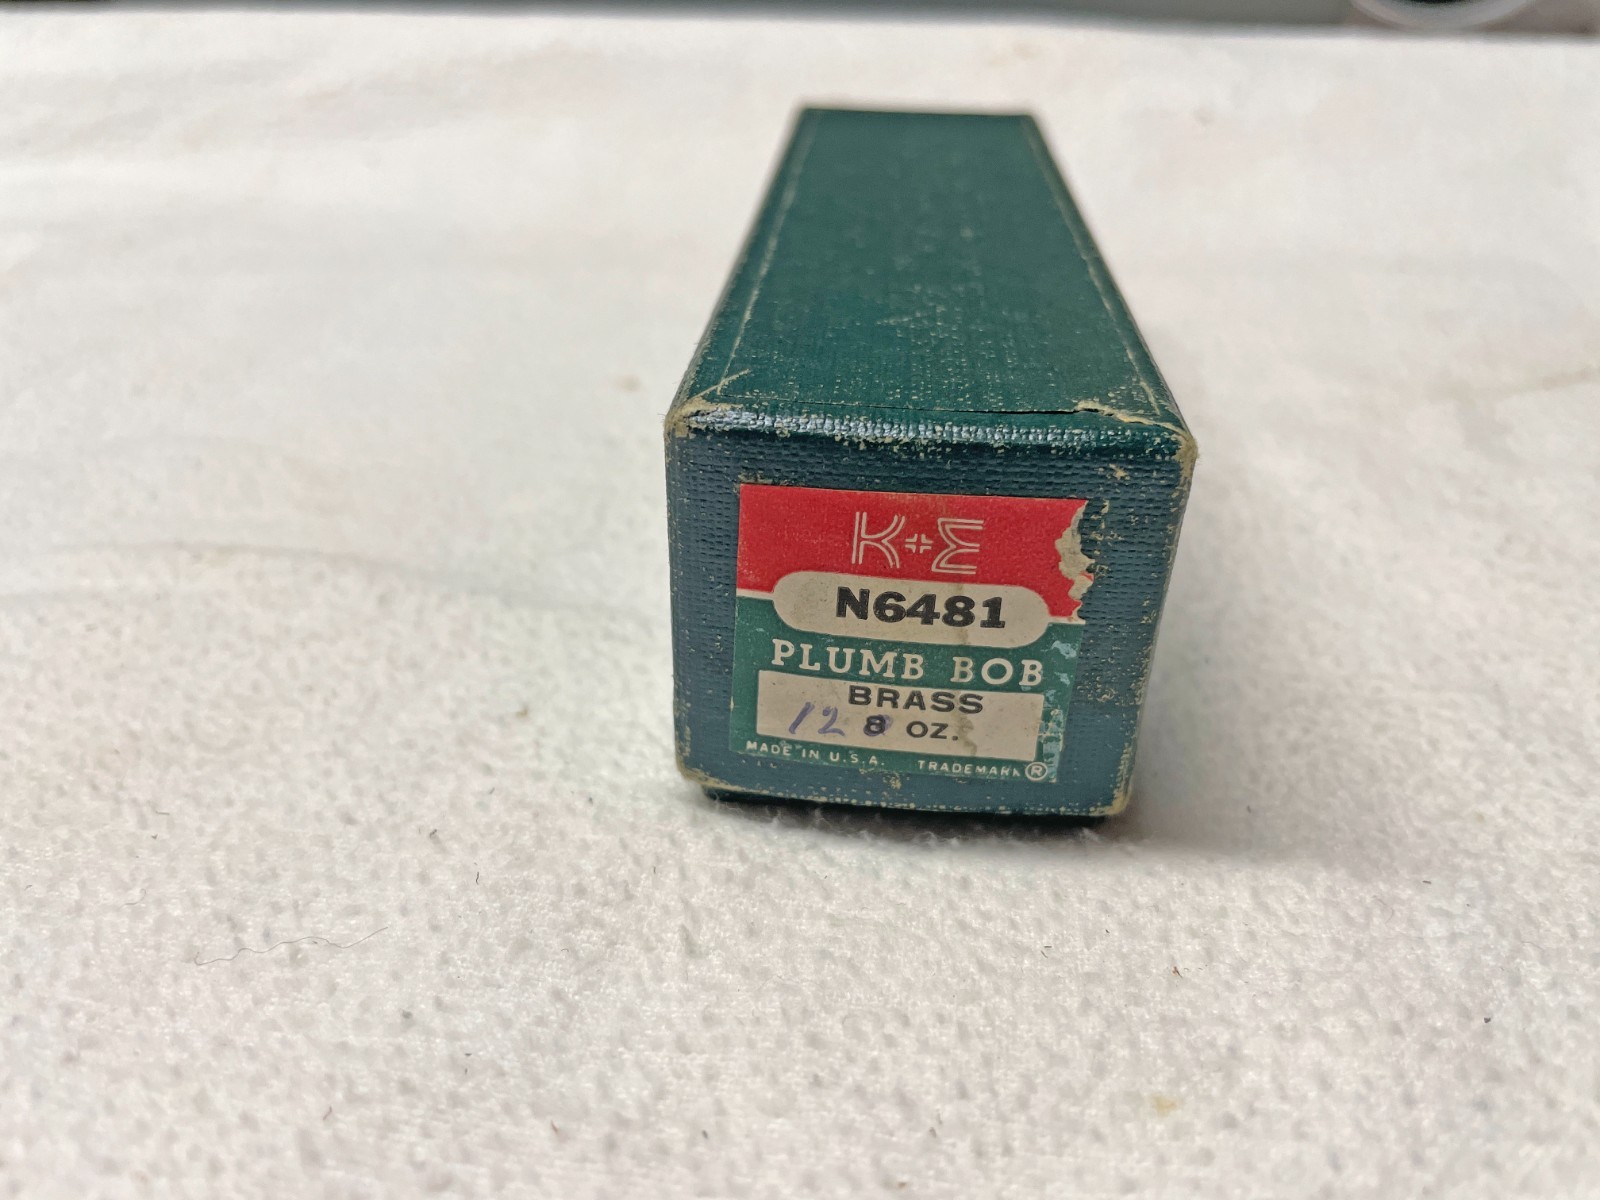 K+E
N6481
PLUMB BOB
BRASS
12 8 OZ.
MADE IN U.S.A. TRADEMARK ®